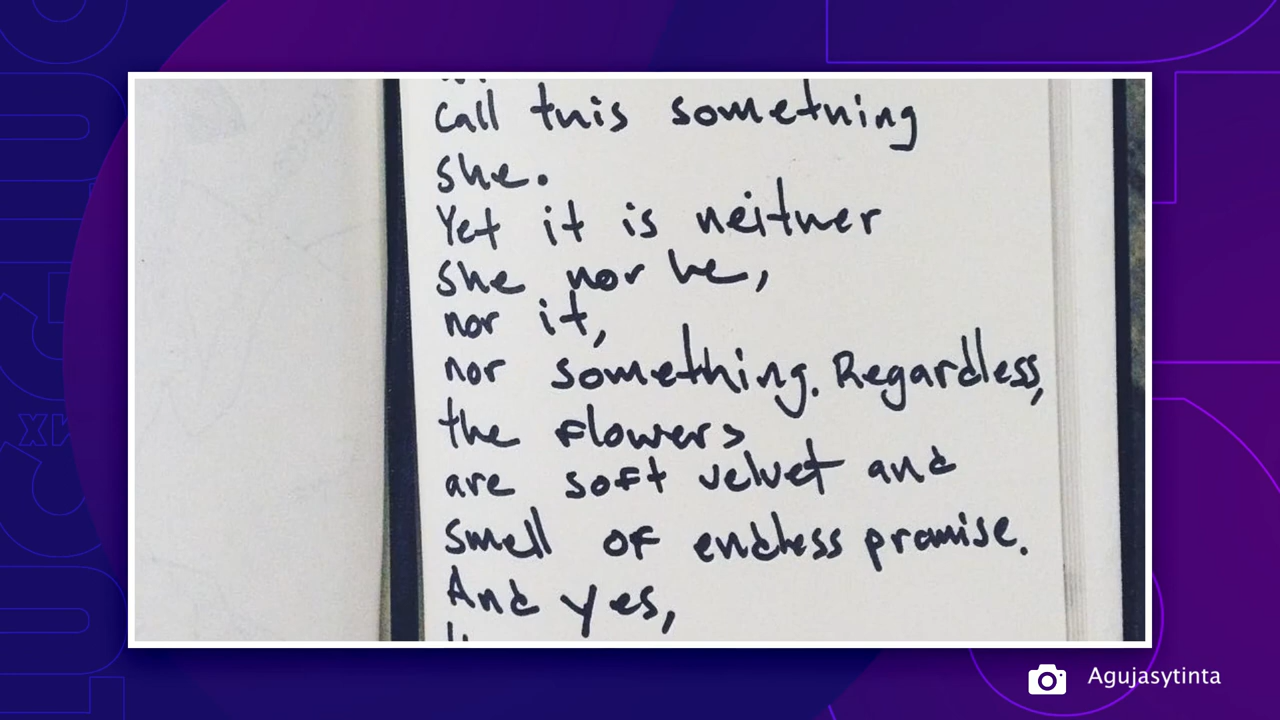 call this something
she.
Yet it is neither
she nor he,
nor it,
nor something. Regardless,
the flowers
are soft velvet and
smell of endless promise.
And yes,
Agujasytinta